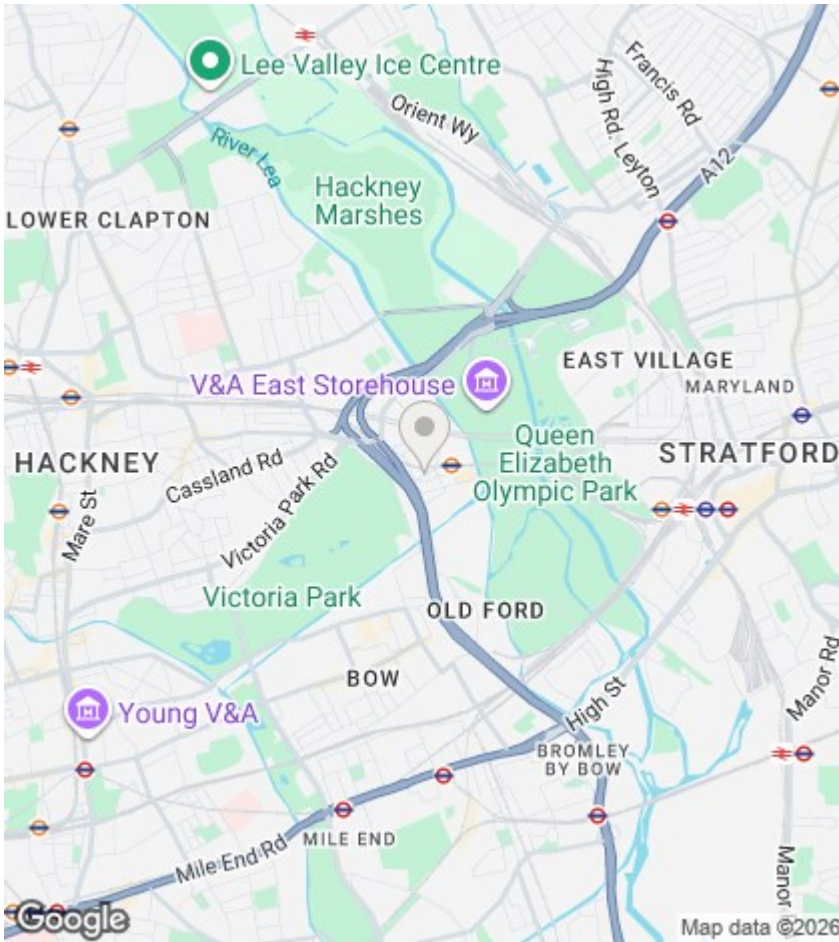 Lee Valley Ice Centre
Francis Rd
High Rd. Leyton
Orient Wy
A12
River Lea
Hackney
Marshes
LOWER CLAPTON
EAST VILLAGE
V&A East Storehouse
MARYLAND
Queen
Elizabeth
Olympic Park
STRATFORD
HACKNEY
Cassland Rd
Victoria Park Rd
Mare St
Victoria Park
OLD FORD
BOW
High St
Manor Rd
Young V&A
BROMLEY
BY BOW
MILE END
Mile End Rd
Manor
Google
Map data ©2026